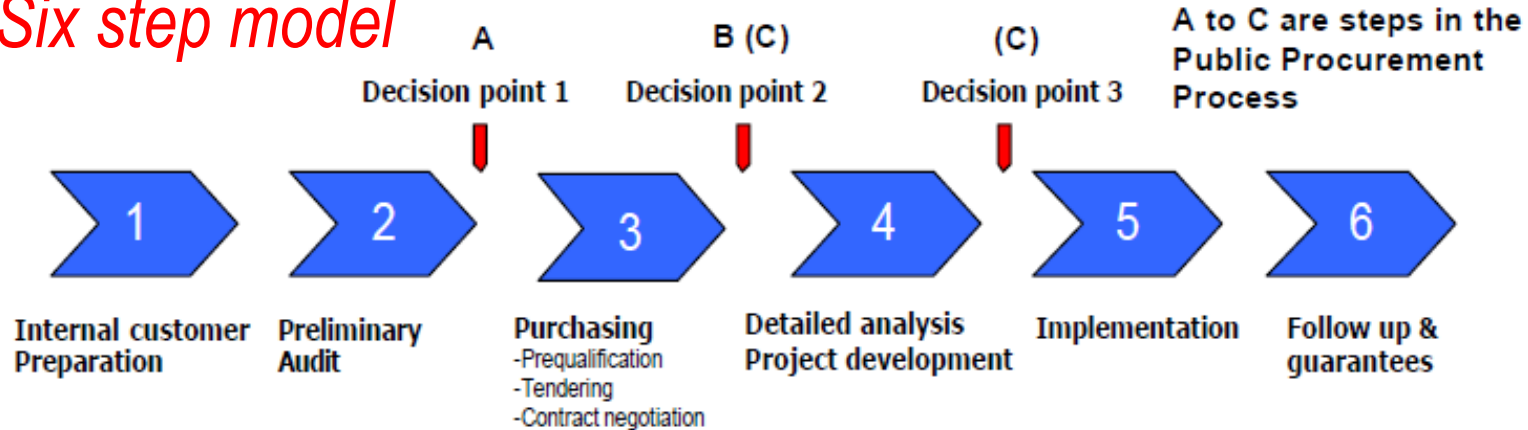 Six step model
A
B (C)
(C)
A to C are steps in the
Public Procurement
Process
Decision point 1
Decision point 2
Decision point 3
1
2
3
4
5
6
Internal customer
Preparation
Preliminary
Audit
Purchasing
-Prequalification
-Tendering
-Contract negotiation
Detailed analysis
Project development
Implementation
Follow up &
guarantees